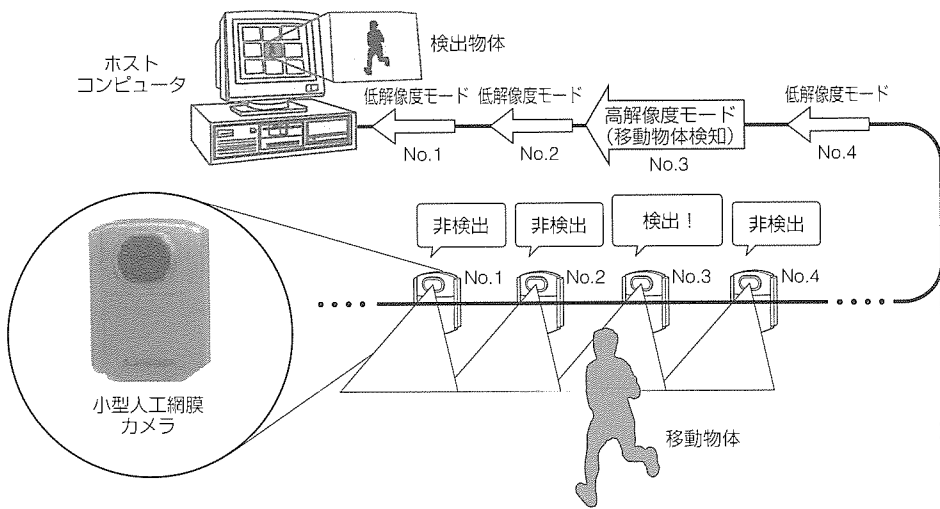 ホスト
コンピュータ
検出物体
低解像度モード
低解像度モード
高解像度モード
(移動物体検知)
低解像度モード
No.1
No.2
No.3
No.4
非検出
非検出
検出！
非検出
No.1
No.2
No.3
No.4
小型人工網膜
カメラ
移動物体